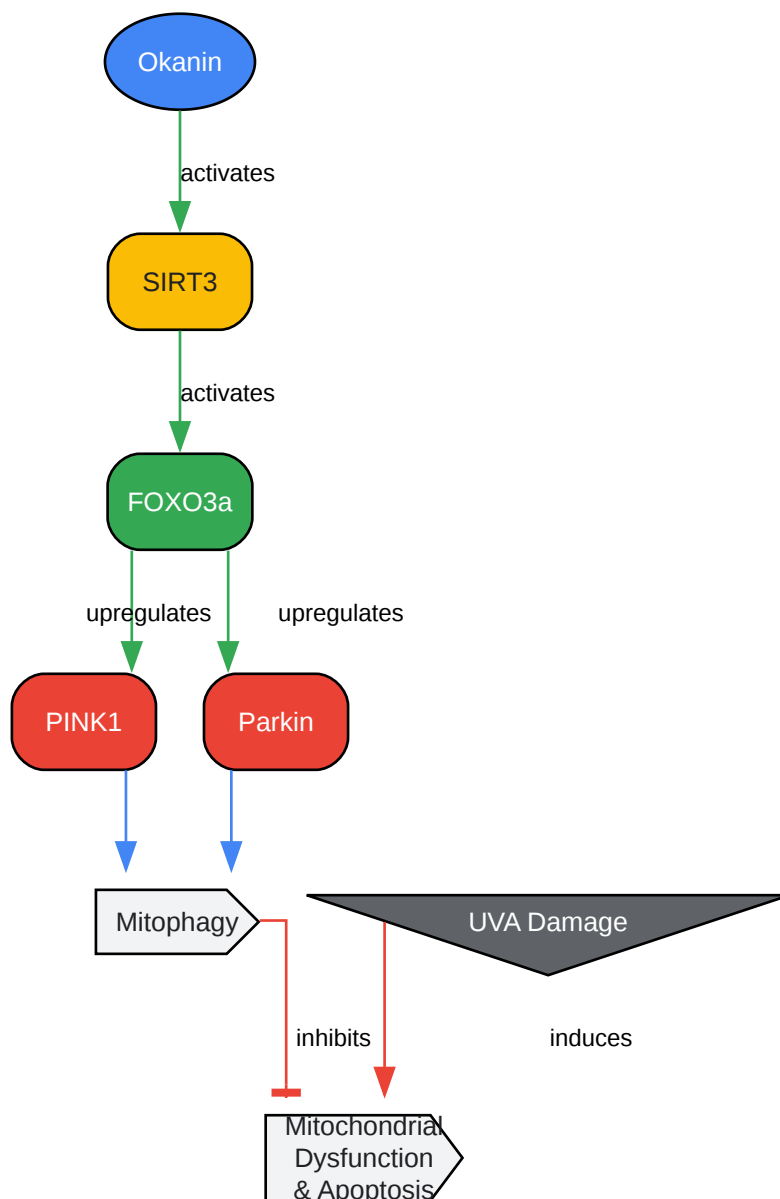 Okanin
activates
SIRT3
activates
FOXO3a
upregulates
upregulates
PINK1
Parkin
Mitophagy
UVA Damage
inhibits
induces
Mitochondrial
Dysfunction
& Apoptosis